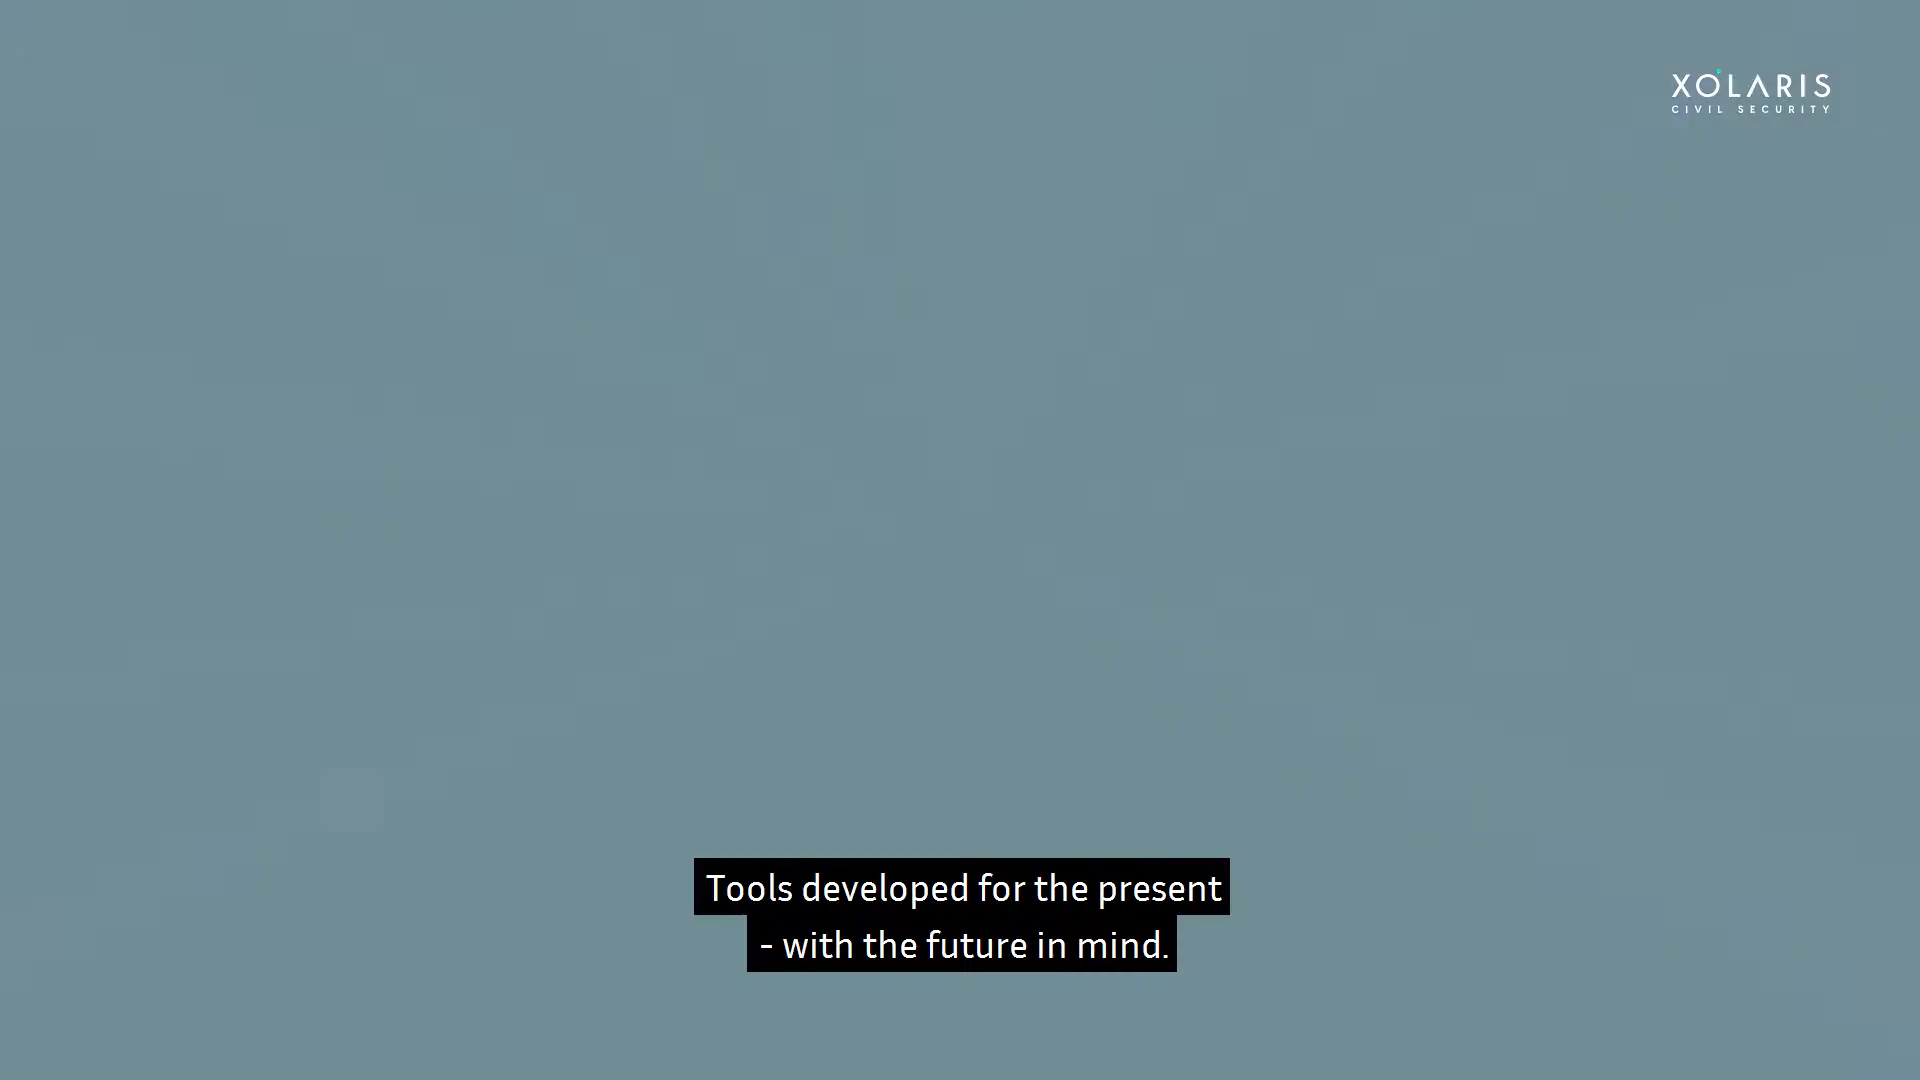 XOLARIS
CIVIL SECURITY
Tools developed for the present
- with the future in mind.